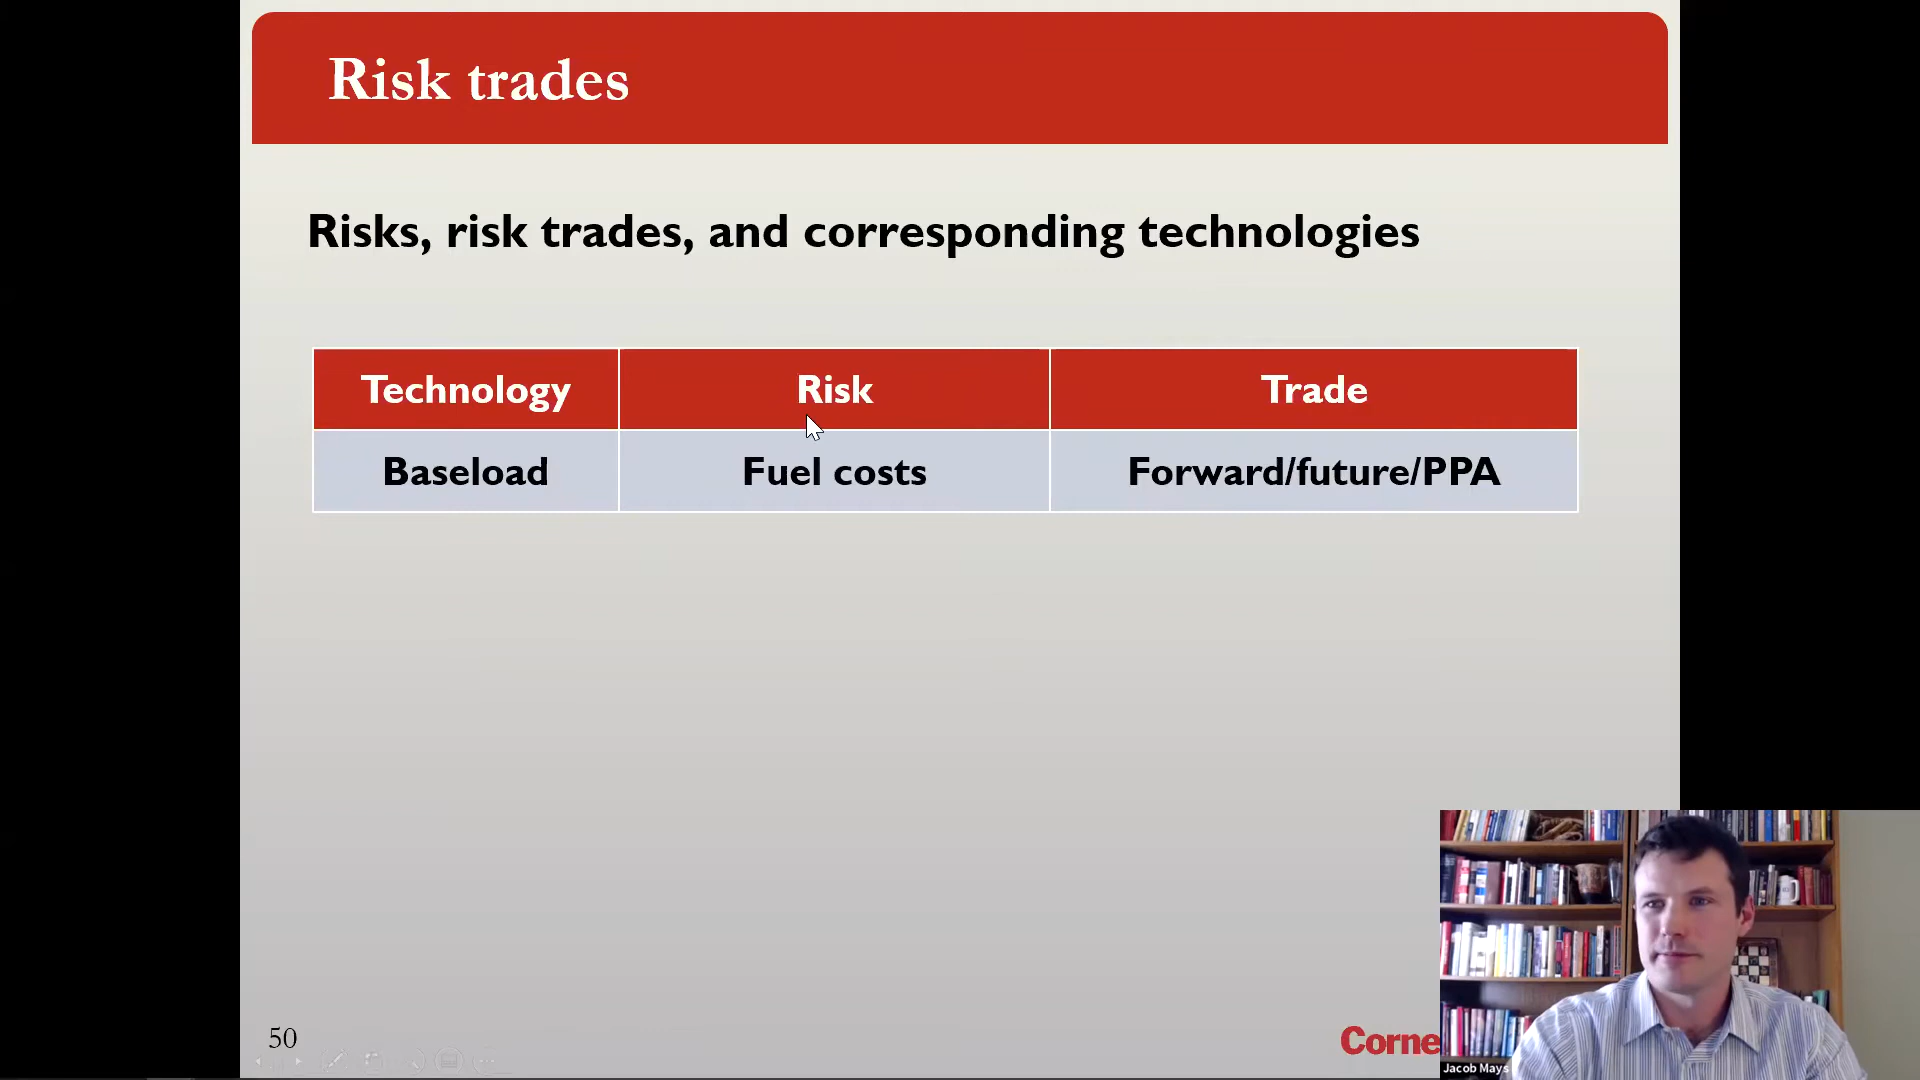 Risk trades
Risks, risk trades, and corresponding technologies
Technology Risk Trade
Baseload Fuel costs Forward/future/PPA
50
Corne
Jacob Mays